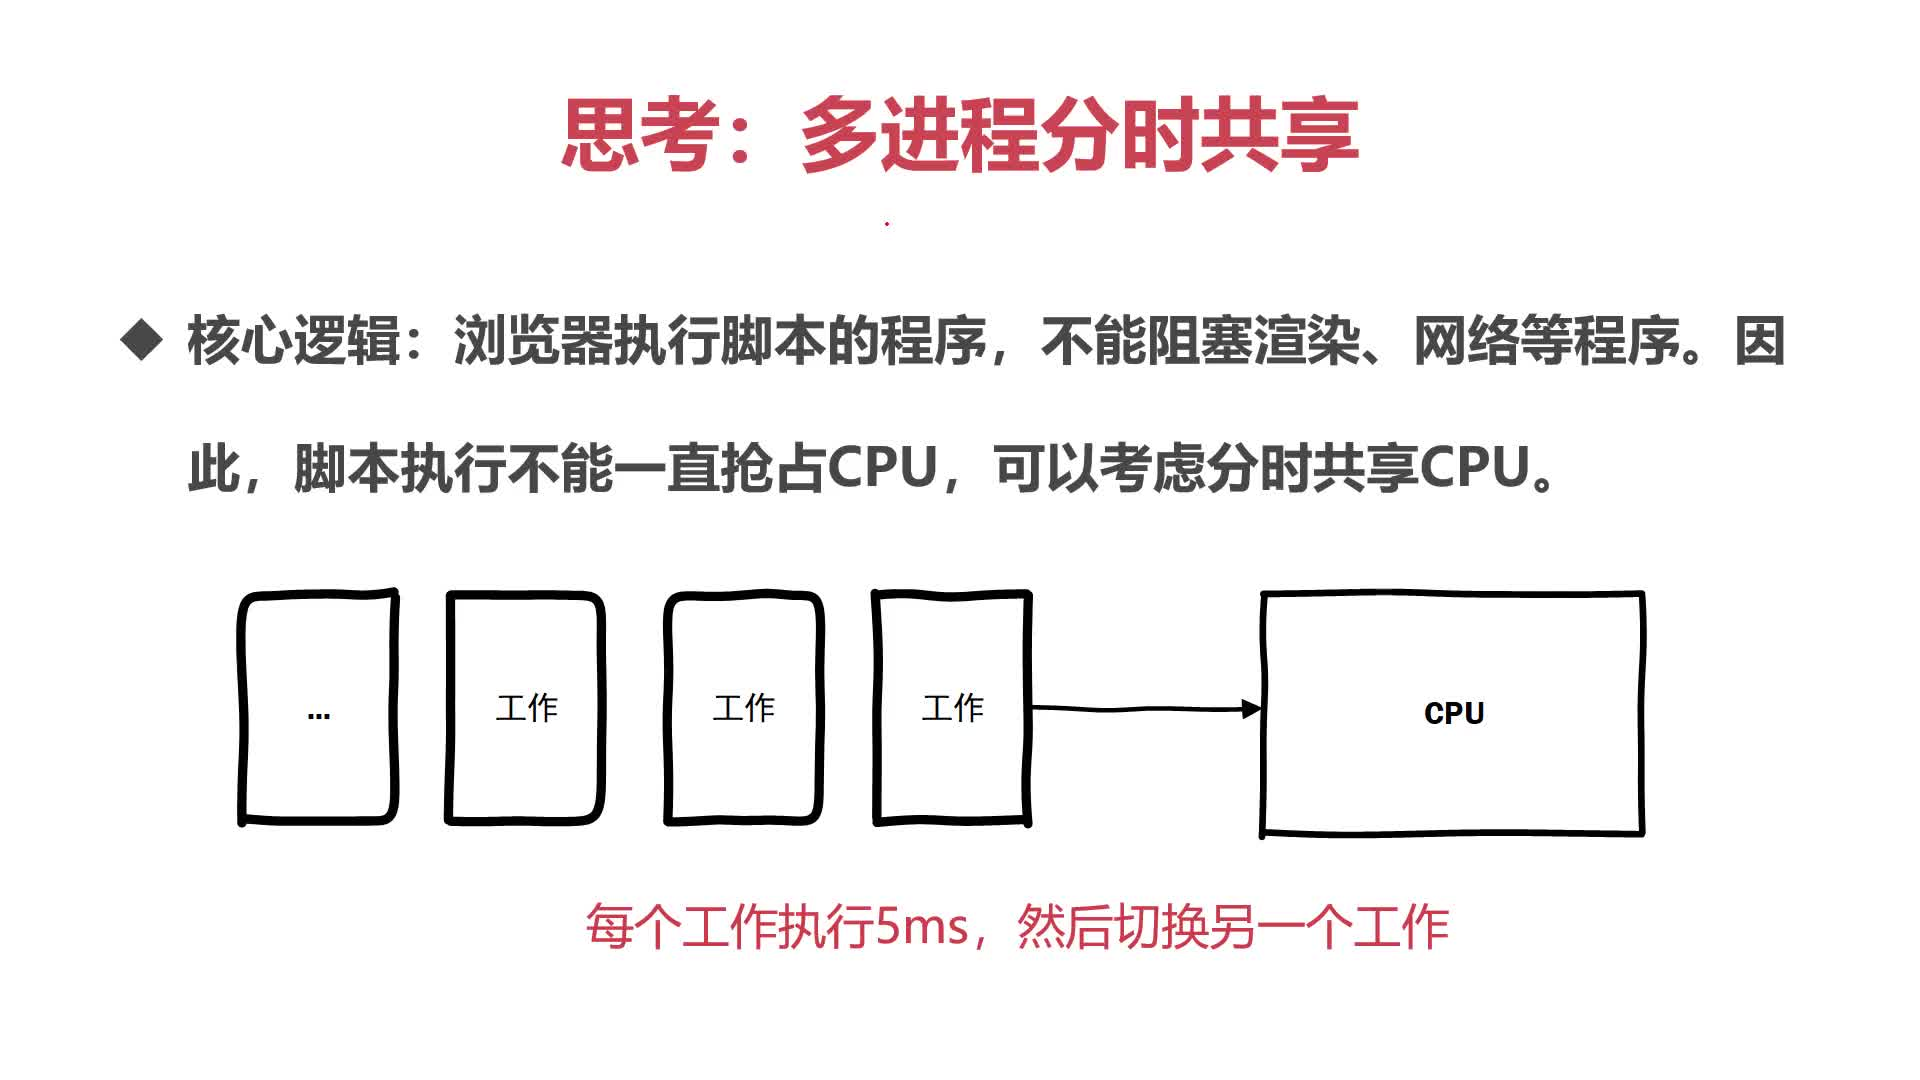 思考：多进程分时共享
核心逻辑：浏览器执行脚本的程序，不能阻塞渲染、网络等程序。因
此，脚本执行不能一直抢占CPU，可以考虑分时共享CPU。
... 工作 工作 工作 CPU
每个工作执行5ms，然后切换另一个工作